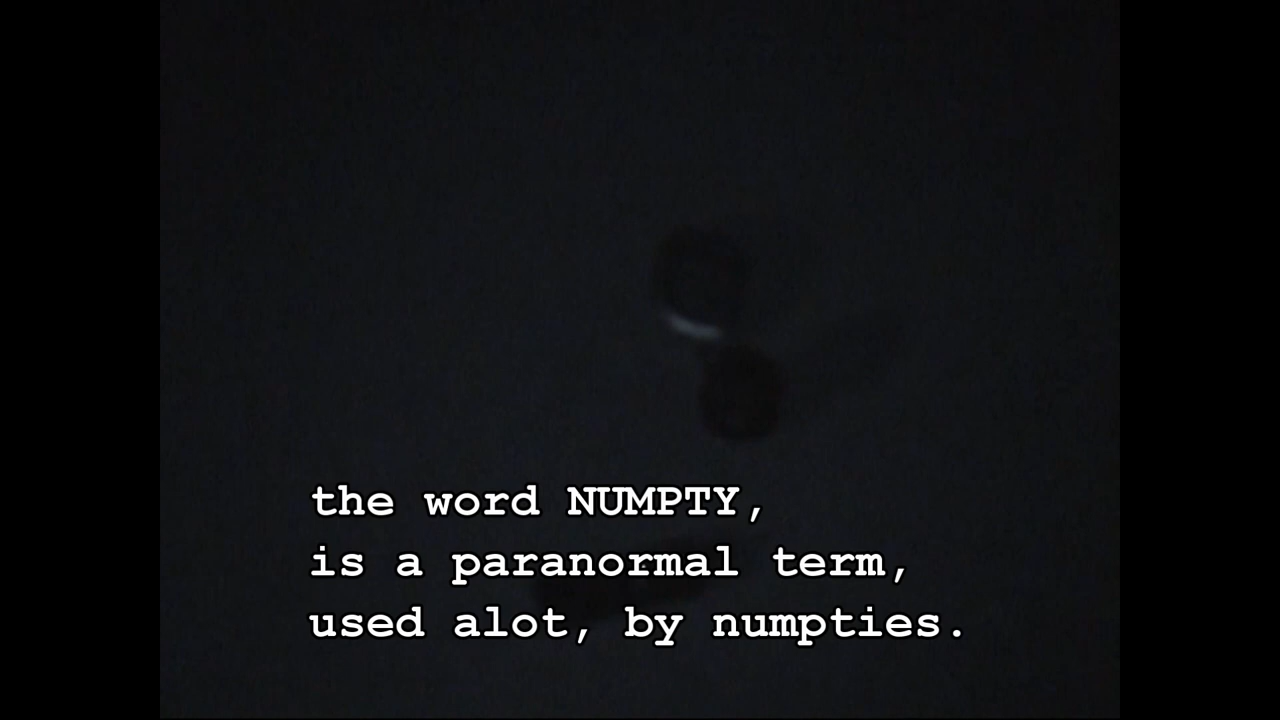 the word NUMPTY,
is a paranormal term,
used alot, by numpties.